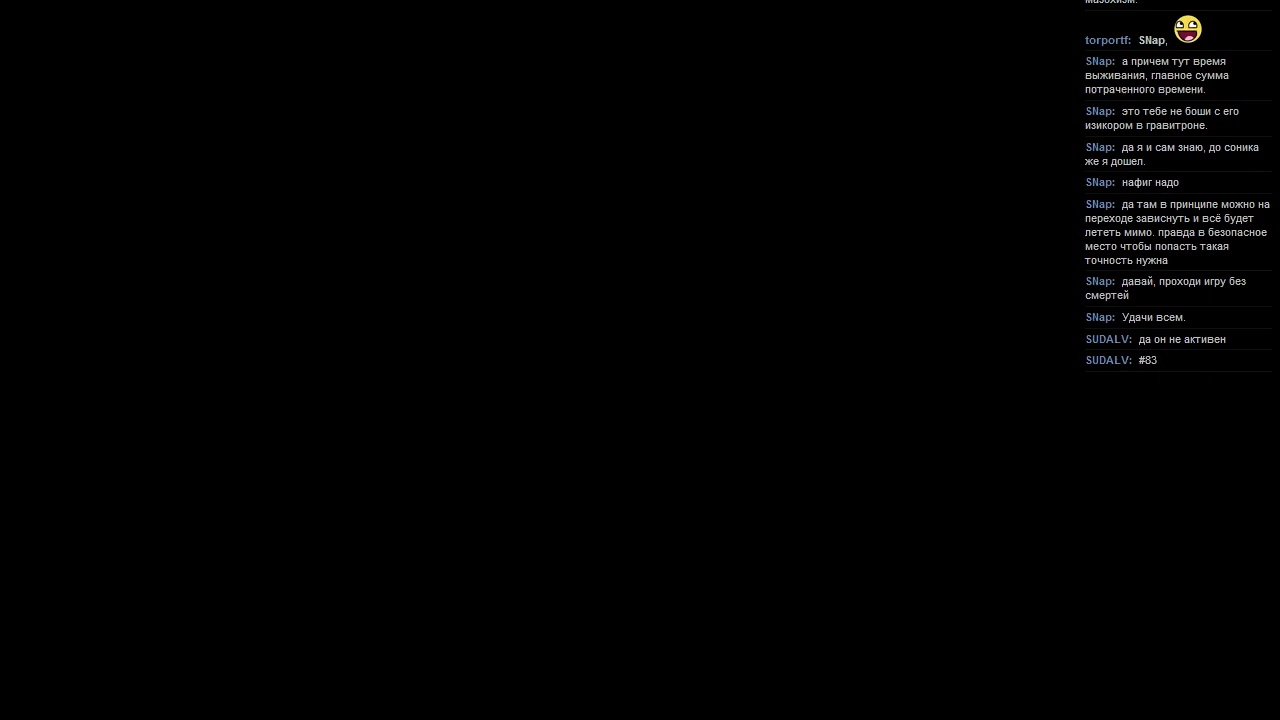 мазохизм.
torportf: SNap,
SNap: а причем тут время
выживания, главное сумма
потраченного времени.
SNap: это тебе не боши с его
изикором в гравитроне.
SNap: да я и сам знаю, до соника
же я дошел.
SNap: нафиг надо
SNap: да там в принципе можно на
переходе зависнуть и всё будет
лететь мимо. правда в безопасное
место чтобы попасть такая
точность нужна
SNap: давай, проходи игру без
смертей
SNap: Удачи всем.
SUDALV: да он не активен
SUDALV: #83